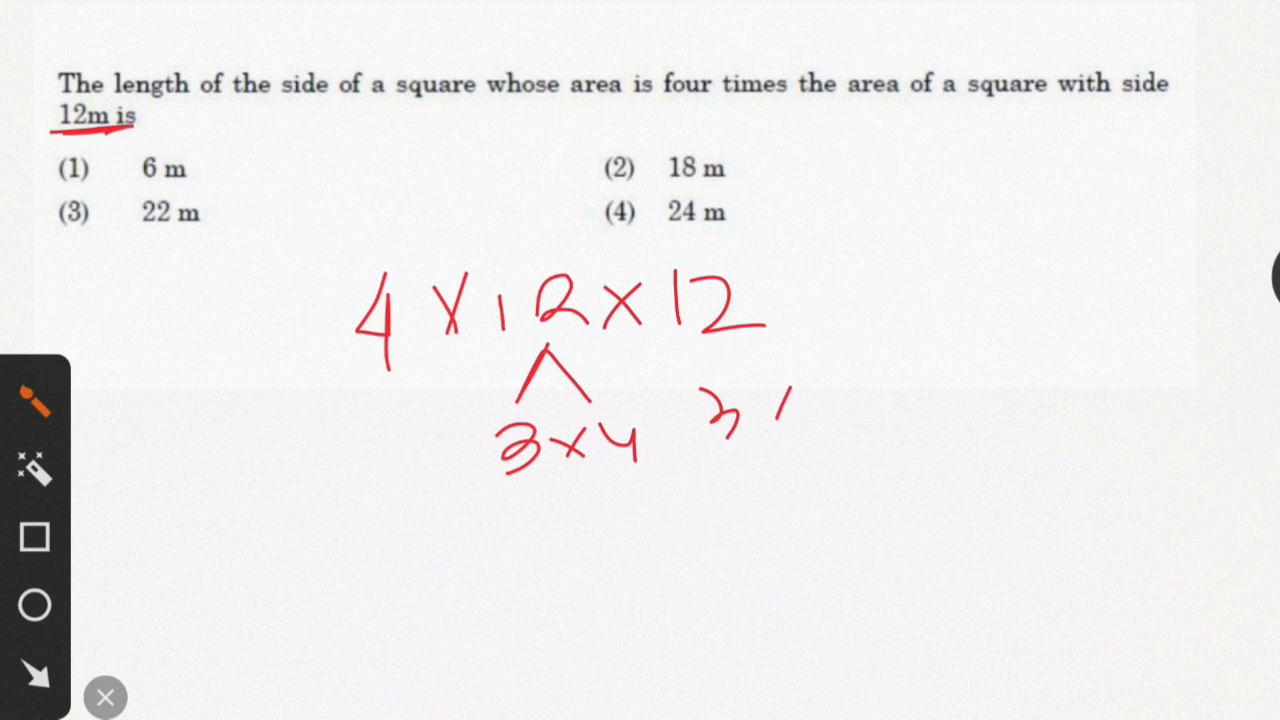 The length of the side of a square whose area is four times the area of a square with side
12m is
(1) 6 m (2) 18 m
(3) 22 m (4) 24 m
4 × 12 × 12
3 × 4 3